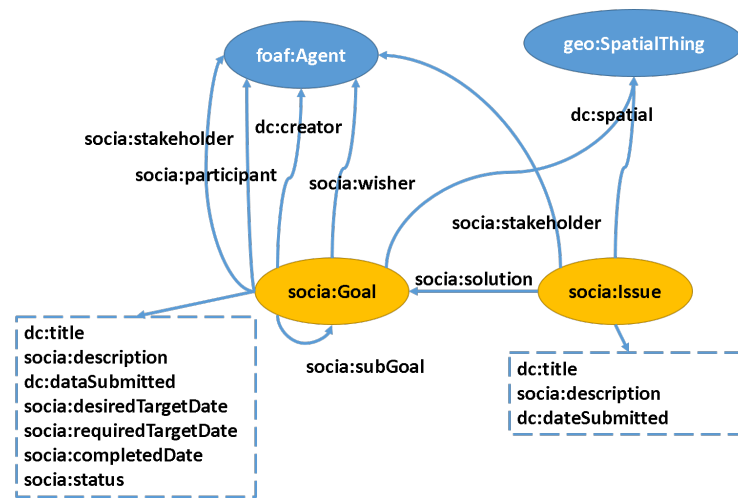 foaf:Agent
geo:SpatialThing
dc:creator
dc:spatial
socia:stakeholder
socia:participant
socia:wisher
socia:stakeholder
socia:solution
socia:Goal
socia:Issue
socia:subGoal
dc:title
socia:description
dc:dataSubmitted
socia:desiredTargetDate
socia:requiredTargetDate
socia:completedDate
socia:status
dc:title
socia:description
dc:dateSubmitted